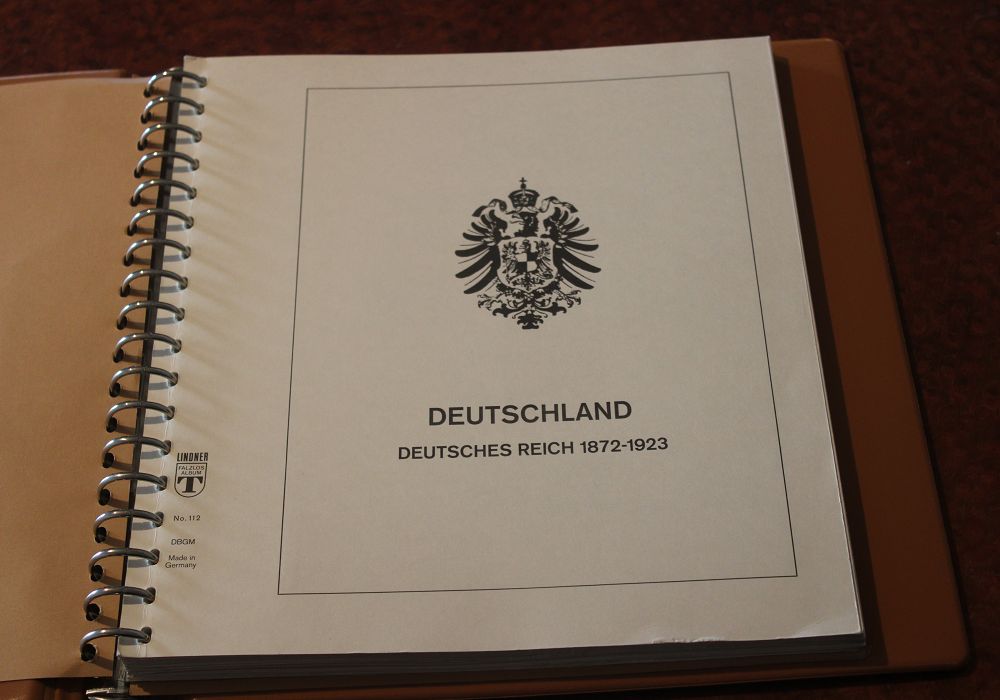 DEUTSCHLAND
DEUTSCHES REICH 1872-1923
LINDNER
FALZLOS
ALBUM
T
No. 112
DBGM
Made in
Germany